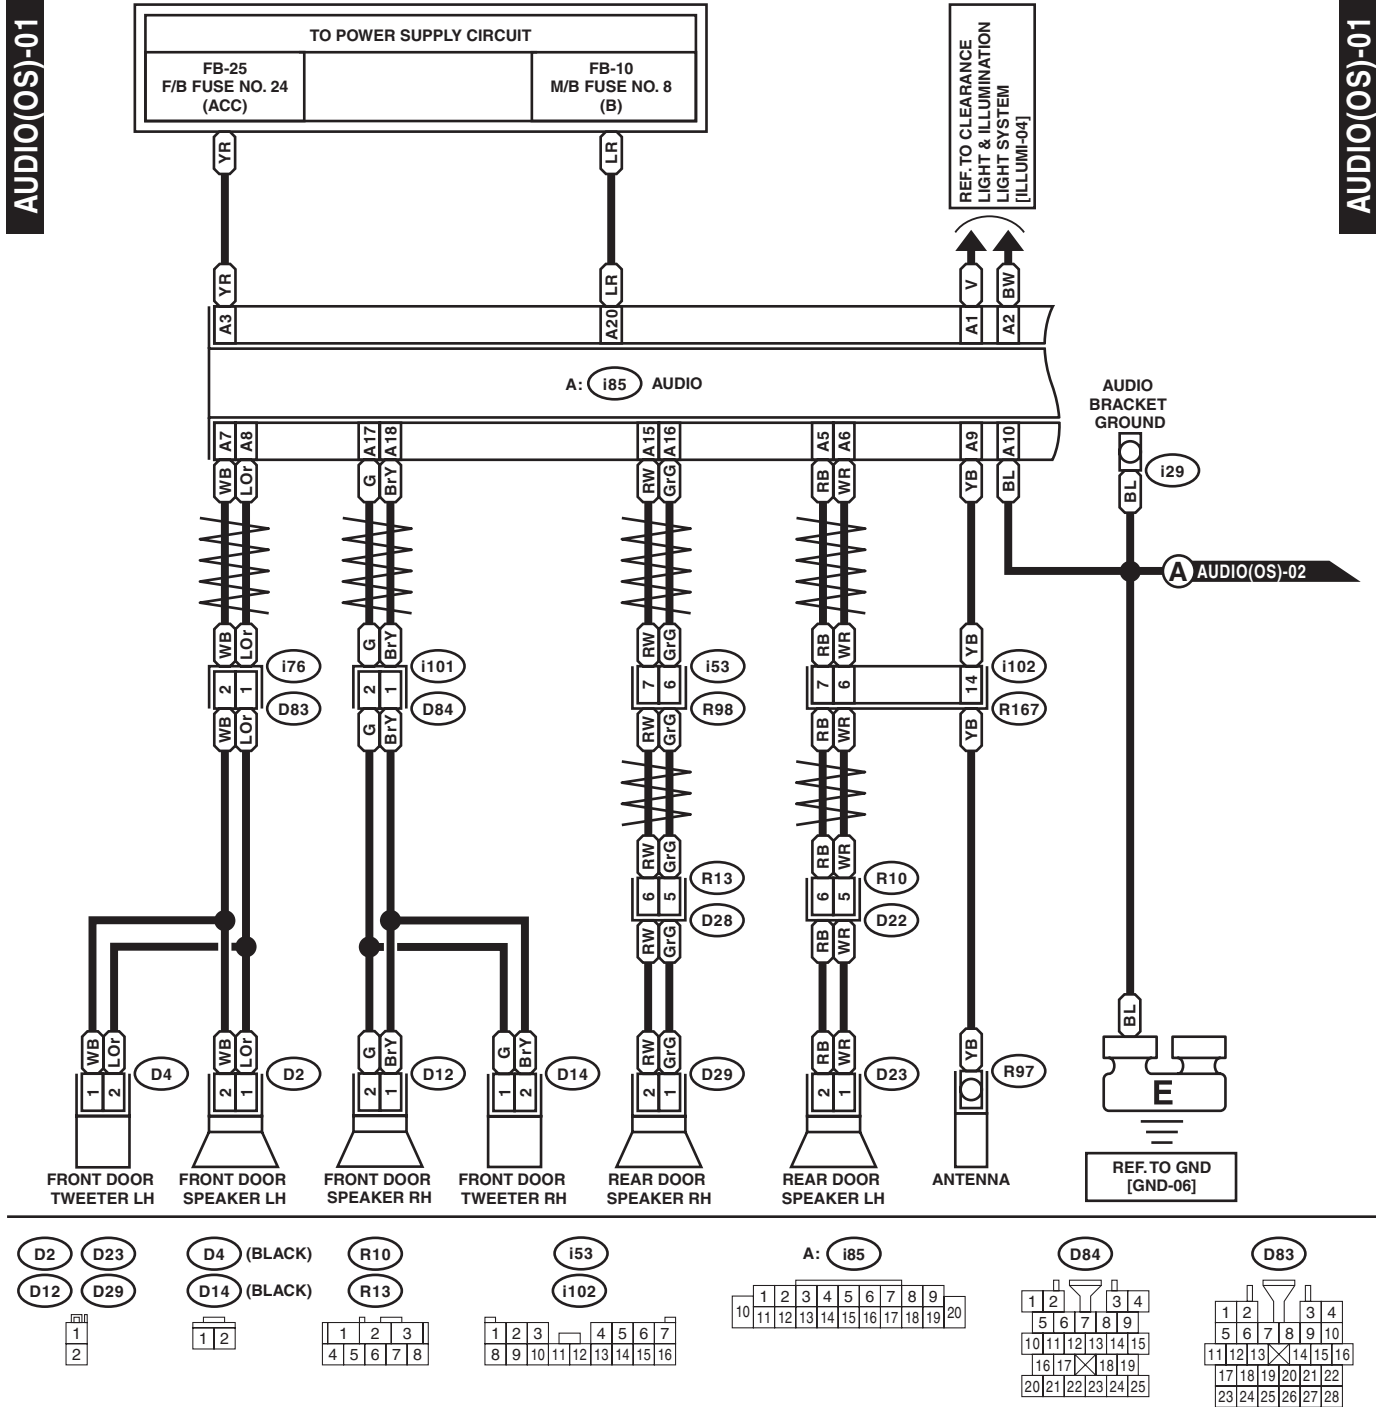 AUDIO(OS)-01
AUDIO(OS)-01
TO POWER SUPPLY CIRCUIT
FB-25
F/B FUSE NO. 24
(ACC)
FB-10
M/B FUSE NO. 8
(B)
REF. TO CLEARANCE
LIGHT & ILLUMINATION
LIGHT SYSTEM
[ILLUMI-04]
YR LR
YR LR V BW
A3 A20 A1 A2
A: i85 AUDIO
AUDIO
BRACKET
GROUND
A7 A8 A17 A18 A15 A16 A5 A6 A9 A10
i29
WB LOr G BrY RW GrG RB WR YB BL BL
A AUDIO(OS)-02
WB LOr G BrY RW GrG RB WR YB
i76 i101 i53 i102
2 1 2 1 7 6 7 6 14
D83 D84 R98 R167
WB LOr G BrY RW GrG RB WR YB
RW GrG RB WR
R13 R10
6 5 6 5
D28 D22
RW GrG RB WR
BL
WB LOr WB LOr G BrY G BrY RW GrG RB WR YB
1 2 D4 2 1 D2 2 1 D12 1 2 D14 2 1 D29 2 1 D23 R97
E
FRONT DOOR
TWEETER LH
FRONT DOOR
SPEAKER LH
FRONT DOOR
SPEAKER RH
FRONT DOOR
TWEETER RH
REAR DOOR
SPEAKER RH
REAR DOOR
SPEAKER LH
ANTENNA
REF. TO GND
[GND-06]
D2 D23
D12 D29
1
2
D4 (BLACK)
D14 (BLACK)
1 2
R10
R13
1 2 3
4 5 6 7 8
i53
i102
1 2 3 4 5 6 7
8 9 10 11 12 13 14 15 16
A: i85
1 2 3 4 5 6 7 8 9
10 11 12 13 14 15 16 17 18 19 20
D84
1 2 3 4
5 6 7 8 9
10 11 12 13 14 15
16 17 18 19
20 21 22 23 24 25
D83
1 2 3 4
5 6 7 8 9 10
11 12 13 14 15 16
17 18 19 20 21 22
23 24 25 26 27 28